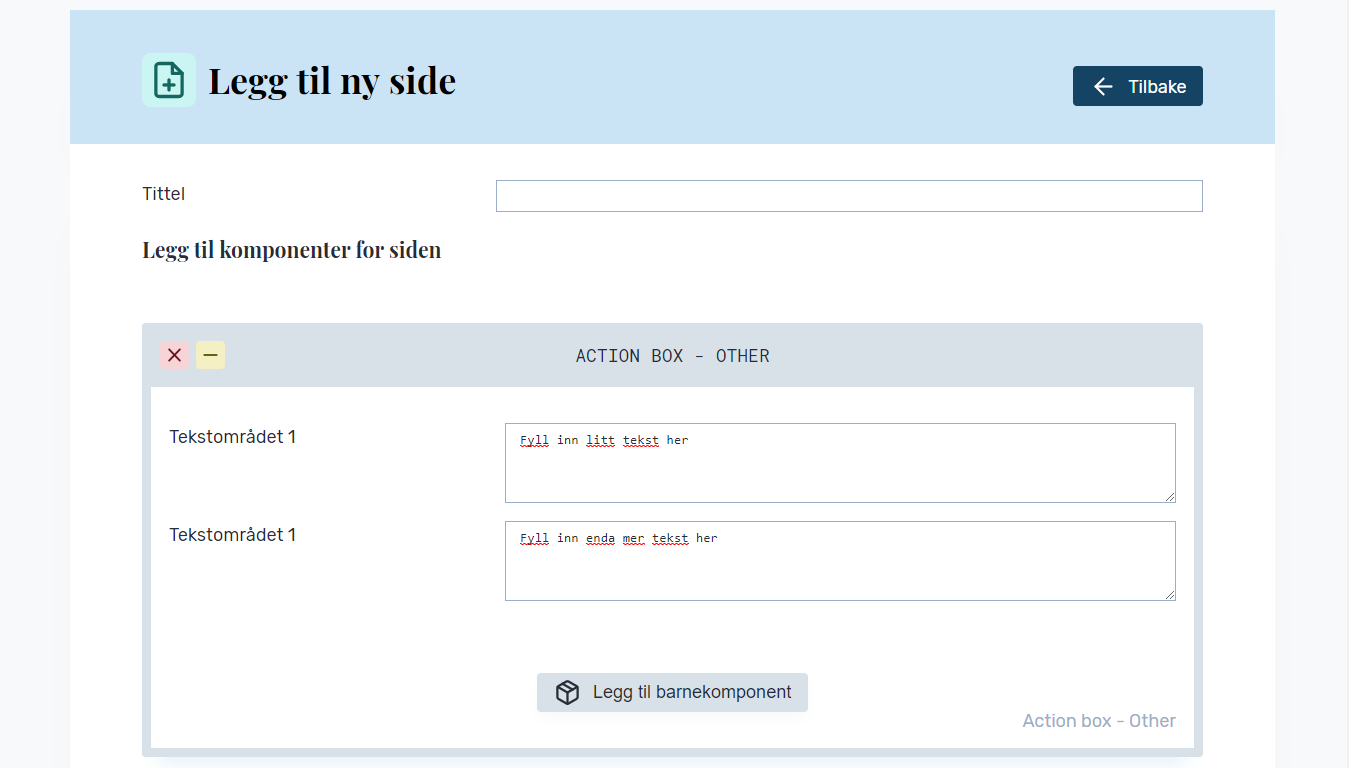 Legg til ny side
Tilbake
Tittel
Legg til komponenter for siden
ACTION BOX - OTHER
Tekstområdet 1
Fyll inn litt tekst her
Tekstområdet 1
Fyll inn enda mer tekst her
Legg til barnekomponent
Action box - Other